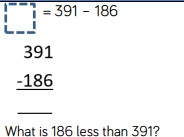 = 391 - 186
391
-186
What is 186 less than 391?